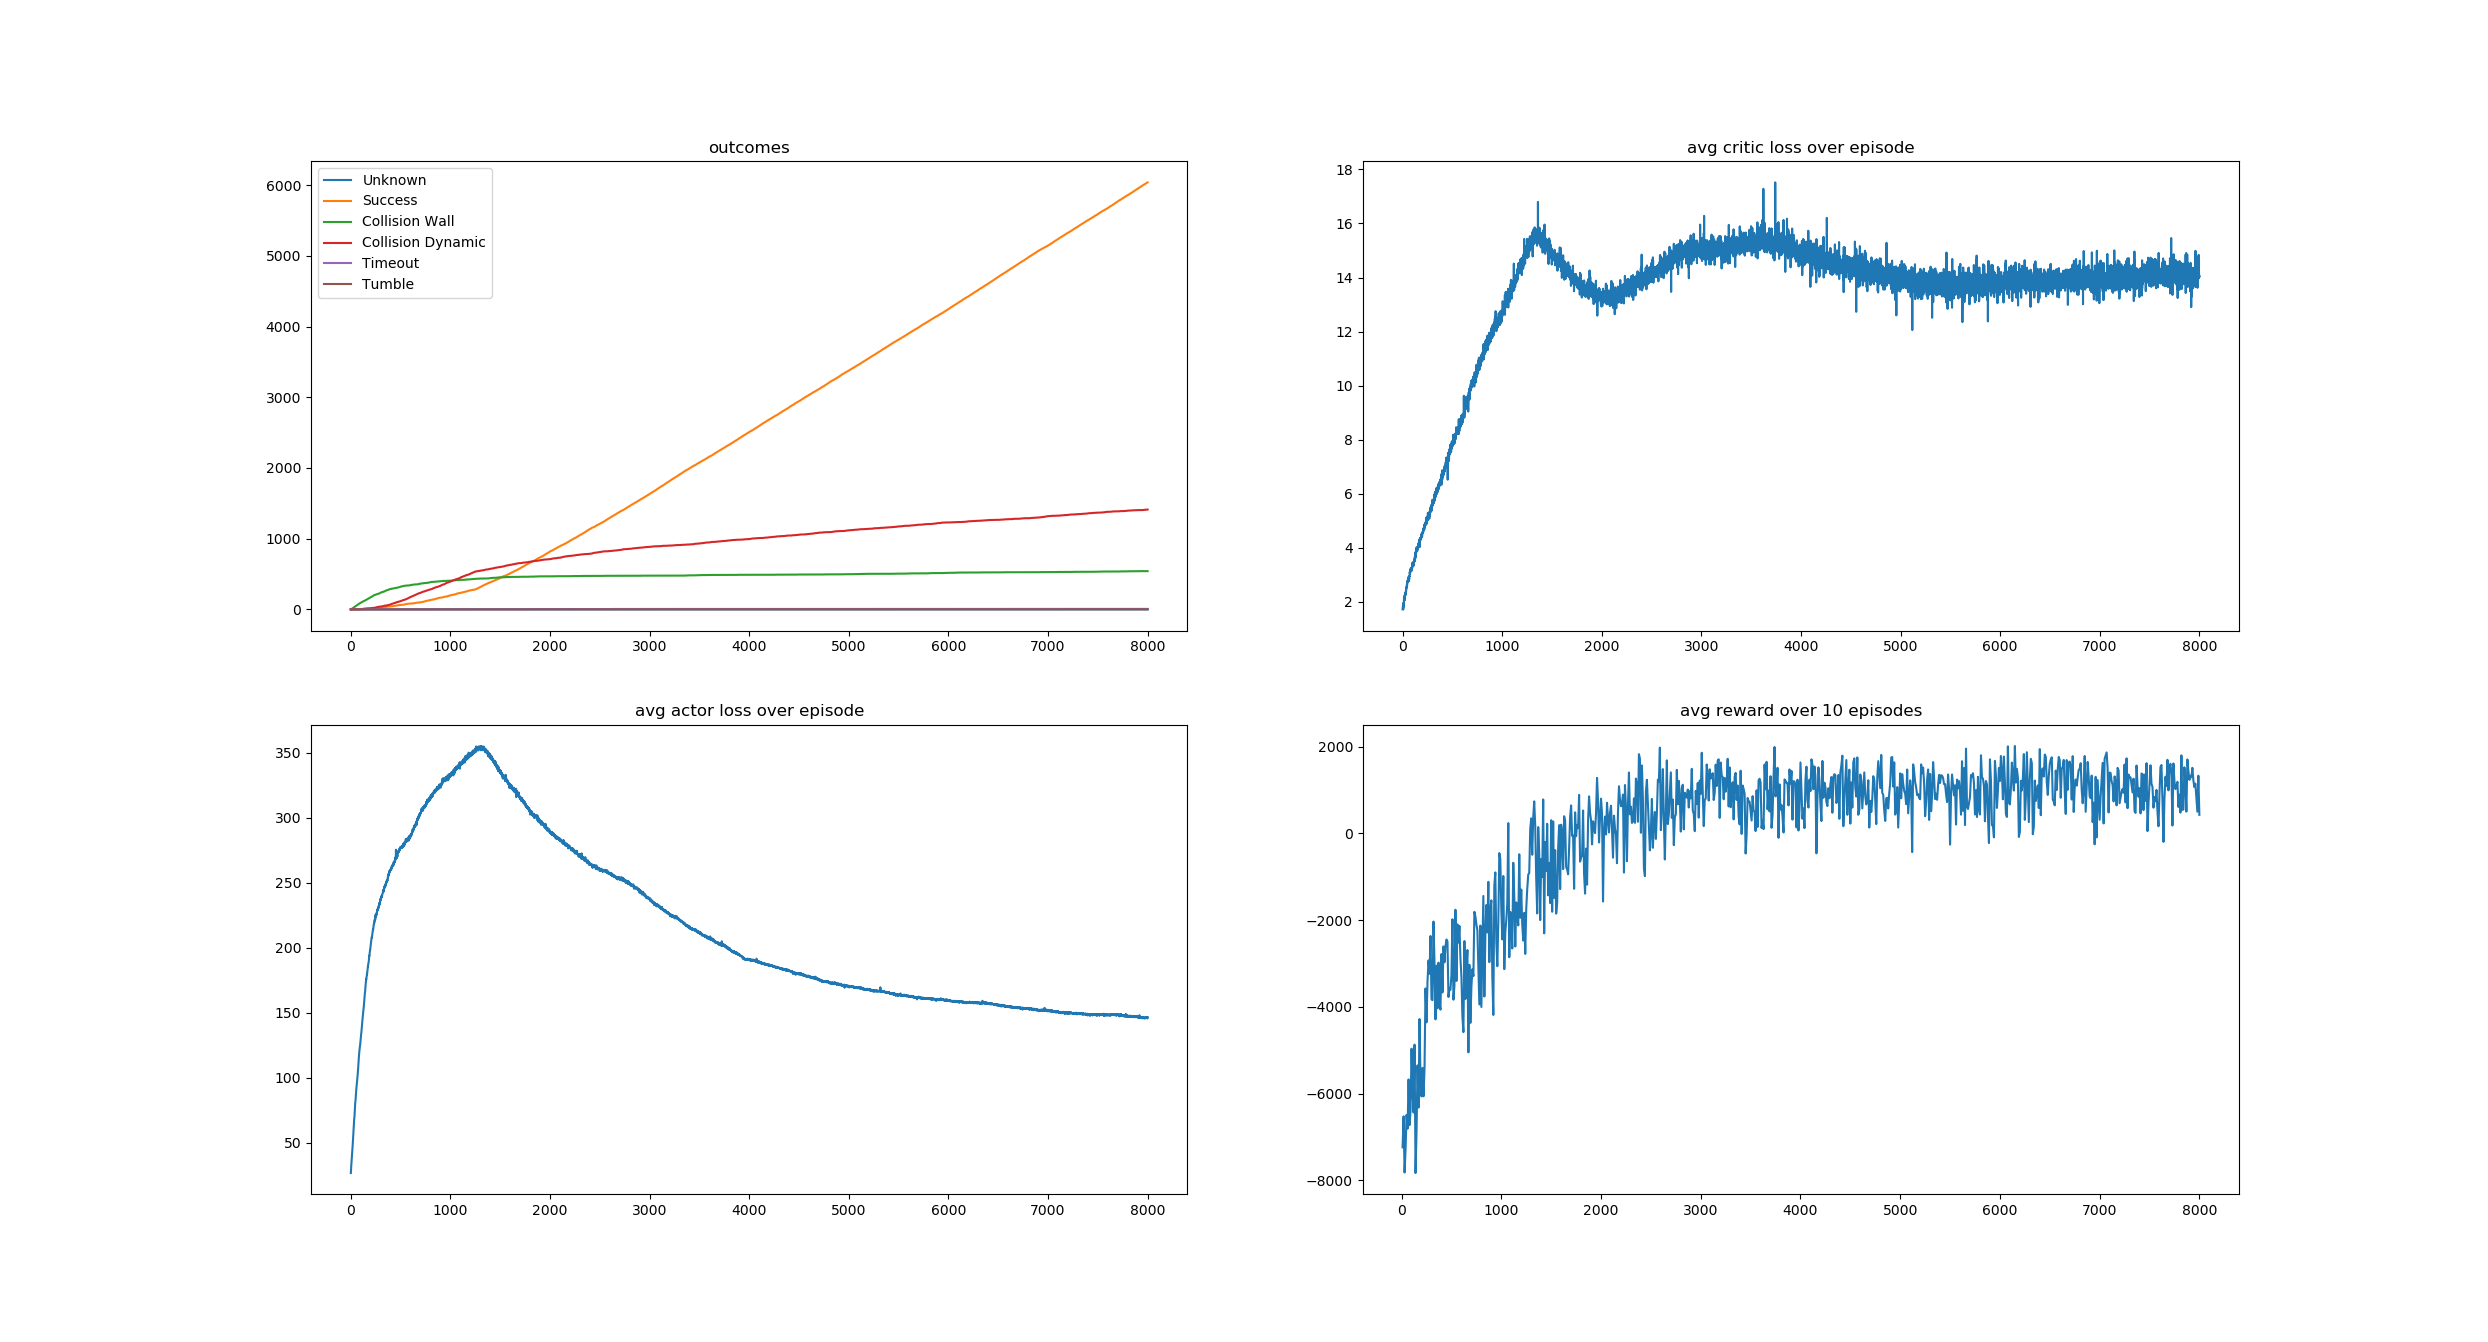 outcomes
6000
5000
4000
3000
2000
1000
0
Unknown
Success
Collision Wall
Collision Dynamic
Timeout
Tumble
0 1000 2000 3000 4000 5000 6000 7000 8000
avg critic loss over episode
18
16
14
12
10
8
6
4
2
0 1000 2000 3000 4000 5000 6000 7000 8000
avg actor loss over episode
350
300
250
200
150
100
50
0 1000 2000 3000 4000 5000 6000 7000 8000
avg reward over 10 episodes
2000
0
−2000
−4000
−6000
−8000
0 1000 2000 3000 4000 5000 6000 7000 8000